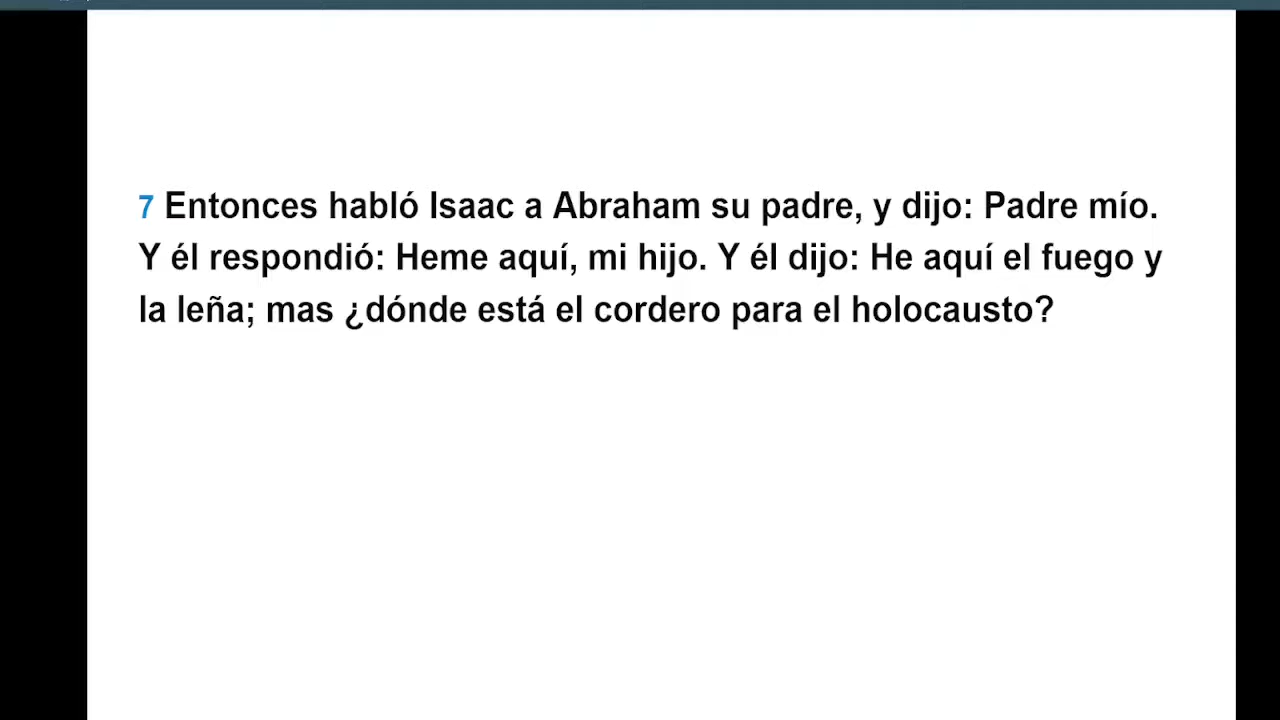 7 Entonces habló Isaac a Abraham su padre, y dijo: Padre mío.
Y él respondió: Heme aquí, mi hijo. Y él dijo: He aquí el fuego y
la leña; mas ¿dónde está el cordero para el holocausto?